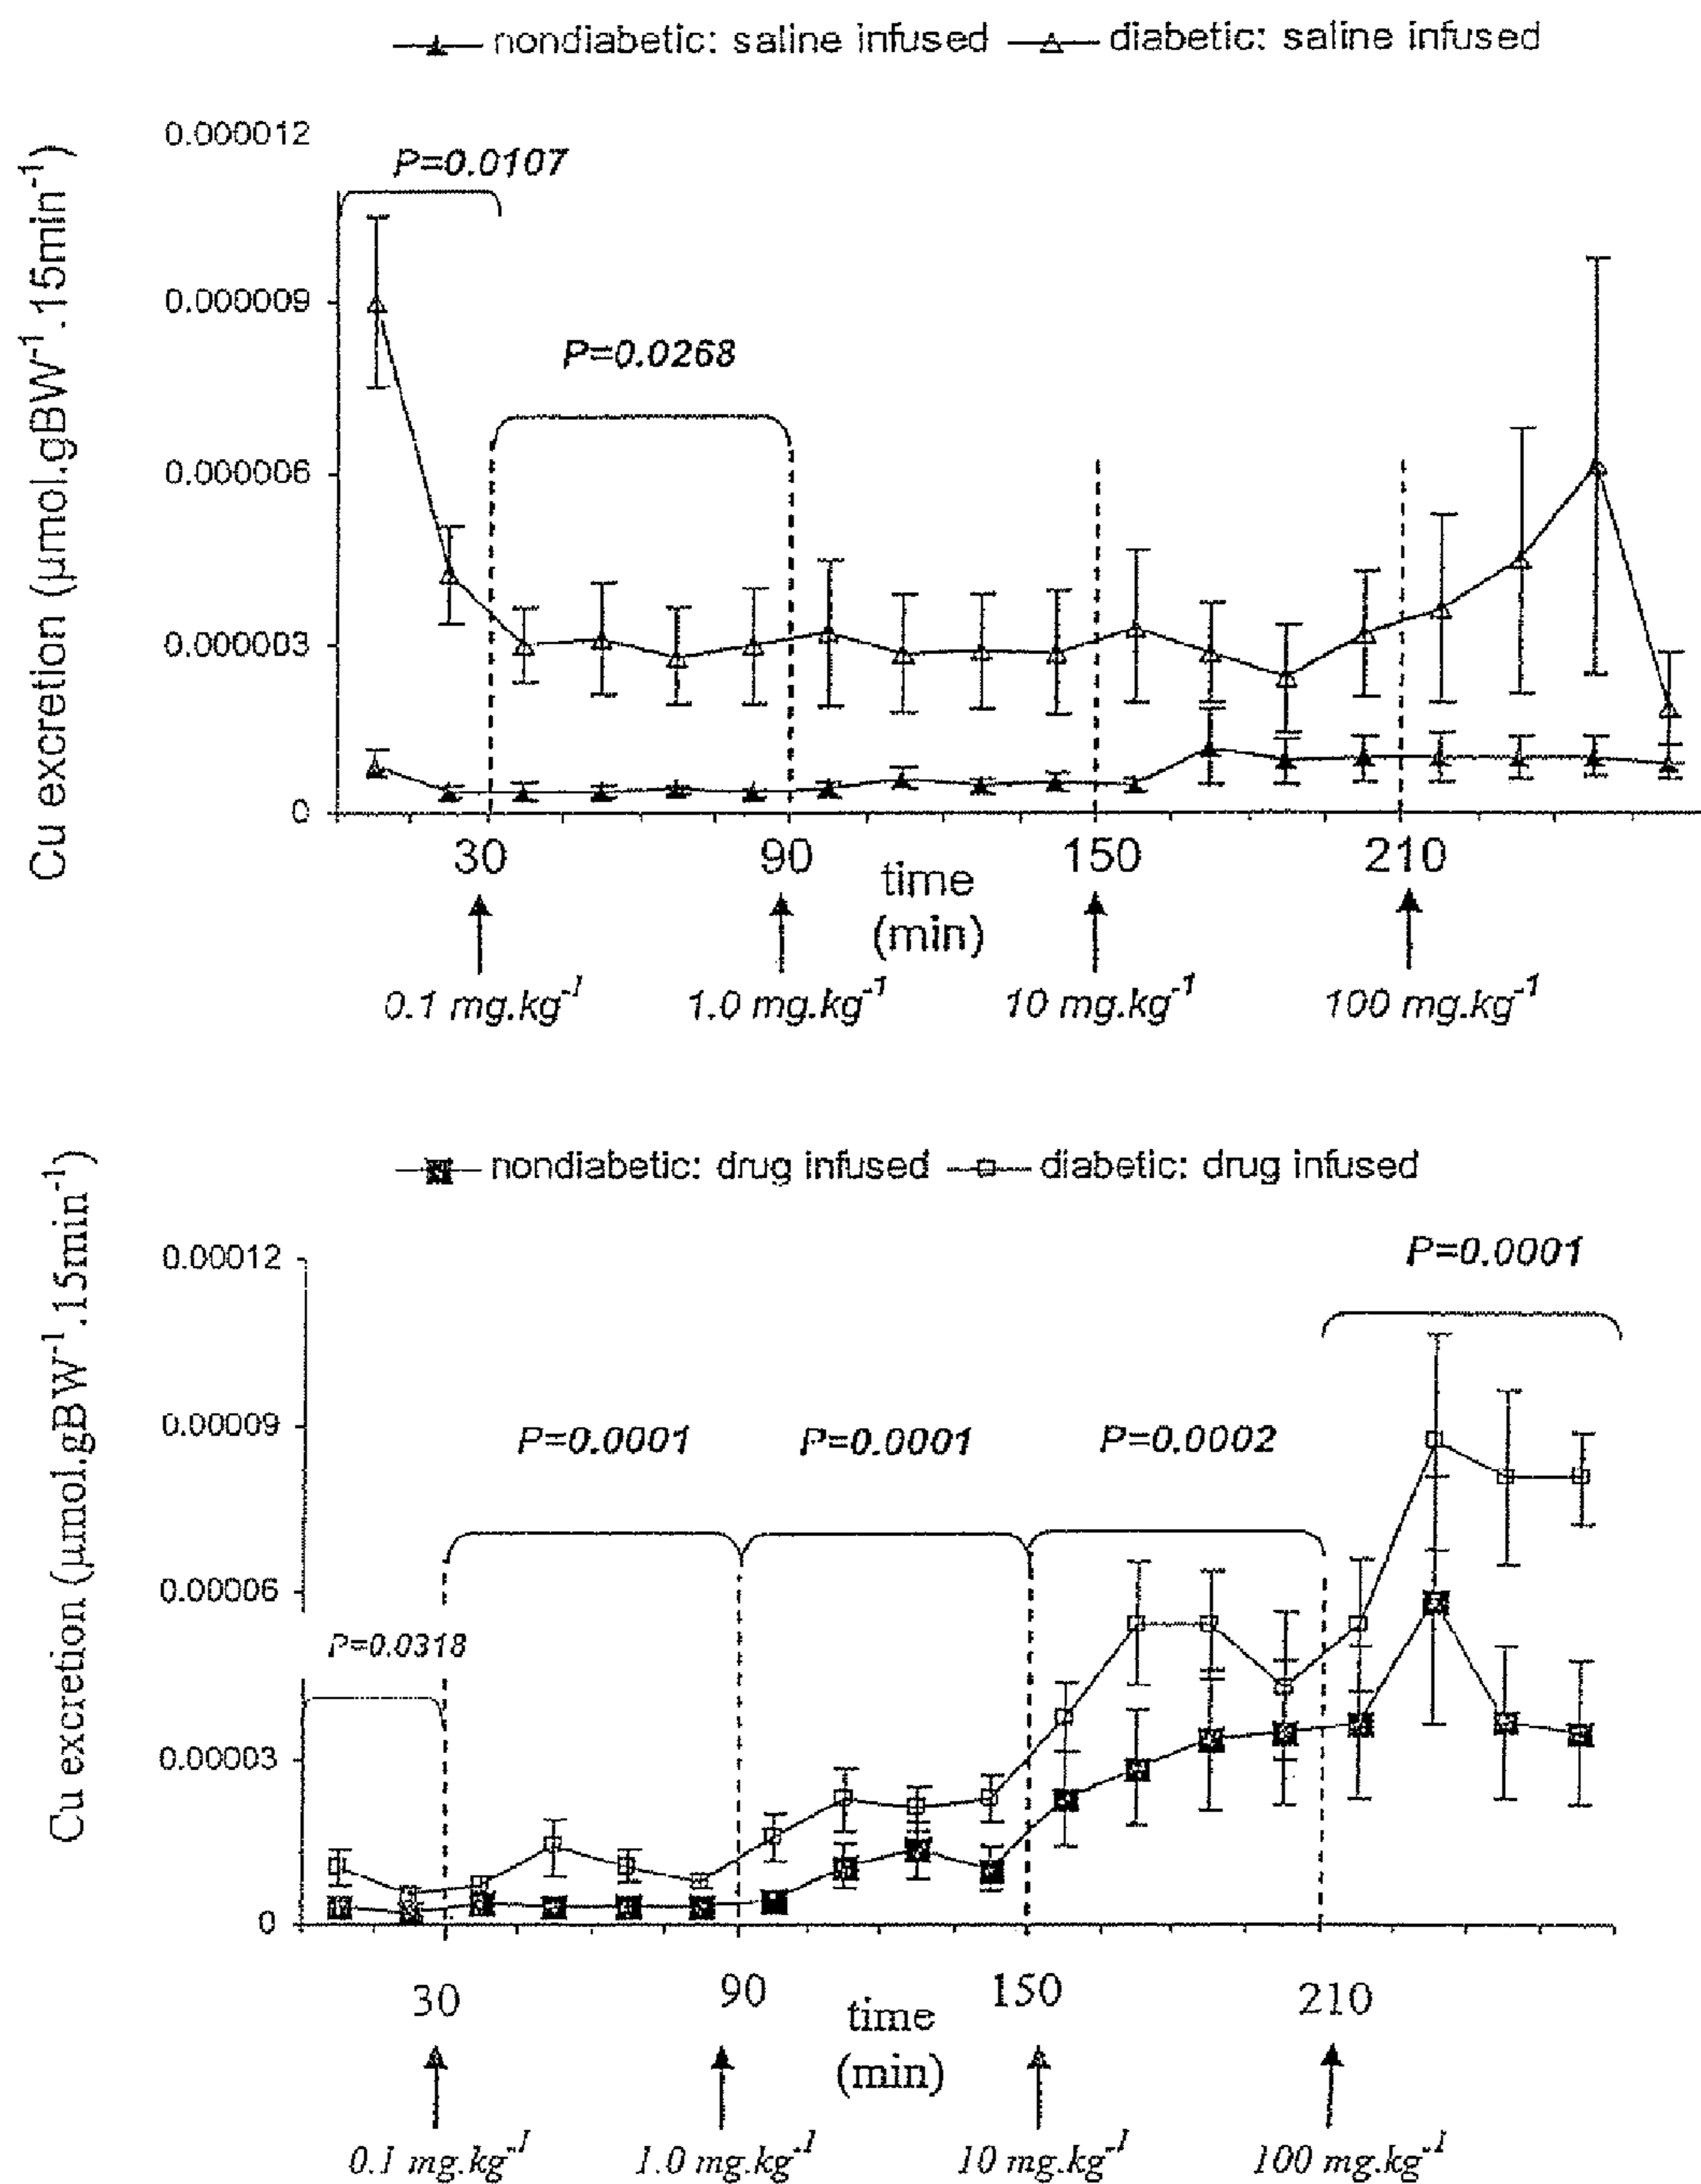 nondiabetic: saline infused diabetic: saline infused
Cu excretion (µmol.gBW⁻¹.15min⁻¹)
0.000012
P=0.0107
0.000009
P=0.0268
0.000006
0.000003
0
30 90 150 210
time
(min)
0.1 mg.kg⁻¹ 1.0 mg.kg⁻¹ 10 mg.kg⁻¹ 100 mg.kg⁻¹
nondiabetic: drug infused diabetic: drug infused
Cu excretion (µmol.gBW⁻¹.15min⁻¹)
0.00012
P=0.0001
0.00009
P=0.0001 P=0.0001 P=0.0002
0.00006
P=0.0318
0.00003
0
30 90 150 210
time
(min)
0.1 mg.kg⁻¹ 1.0 mg.kg⁻¹ 10 mg.kg⁻¹ 100 mg.kg⁻¹